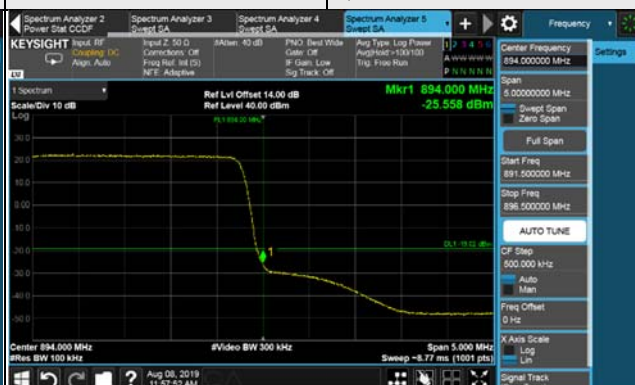 Spectrum Analyzer 2
Power Stat CCDF
Spectrum Analyzer 3
Swept SA
Spectrum Analyzer 4
Swept SA
Spectrum Analyzer 5
Swept SA
+
Frequency
KEYSIGHT
Input: RF
Coupling: DC
Align: Auto
Input Z: 50 Ω
Corrections: Off
Freq Ref: Int (S)
NFE: Adaptive
#Atten: 40 dB
PNO: Best Wide
Gate: Off
IF Gain: Low
Sig Track: Off
Avg Type: Log Power
Avg|Hold:>100/100
Trig: Free Run
1 2 3 4 5 6
A W W W W W
P N N N N N
Center Frequency
894.000000 MHz
Settings
1 Spectrum
Scale/Div 10 dB
Log
Ref Lvl Offset 14.00 dB
Ref Level 40.00 dBm
Mkr1 894.000 MHz
-25.558 dBm
Span
5.00000000 MHz
Swept Span
Zero Span
Full Span
Start Freq
891.500000 MHz
Stop Freq
896.500000 MHz
AUTO TUNE
CF Step
500.000 kHz
Auto
Man
Freq Offset
0 Hz
X Axis Scale
Log
Lin
Signal Track
30.0
20.0
10.0
0.00
-10.0
-20.0
-30.0
-40.0
-50.0
1
Center 894.000 MHz
#Res BW 100 kHz
#Video BW 300 kHz
Span 5.000 MHz
Sweep ~8.77 ms (1001 pts)
?
Aug 08, 2019